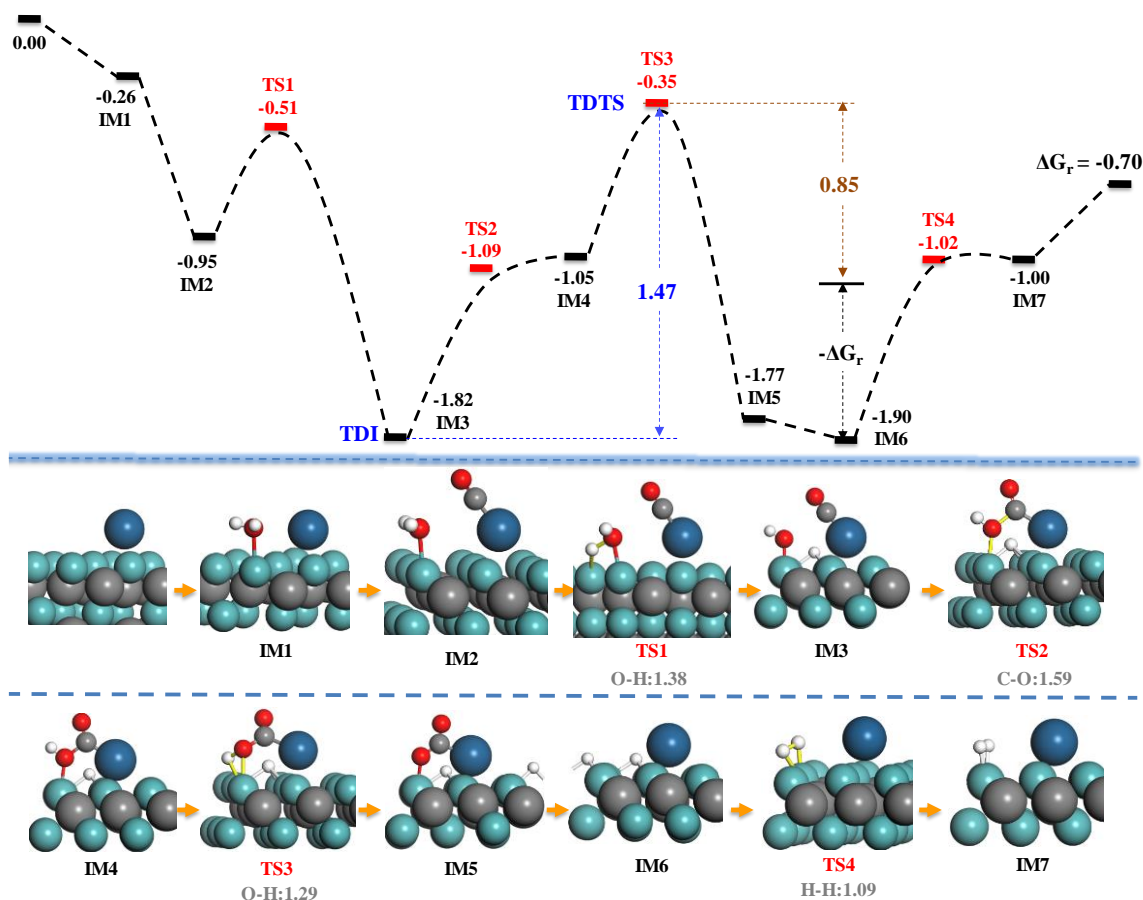 0.00
-0.26
IM1
-0.95
IM2
TS1
-0.51
TDI
-1.82
IM3
TS2
-1.09
-1.05
IM4
TDTS
TS3
-0.35
1.47
0.85
-ΔGr
-1.77
IM5
-1.90
IM6
TS4
-1.02
-1.00
IM7
ΔGr = -0.70
IM1
IM2
TS1
O-H:1.38
IM3
TS2
C-O:1.59
IM4
TS3
O-H:1.29
IM5
IM6
TS4
H-H:1.09
IM7